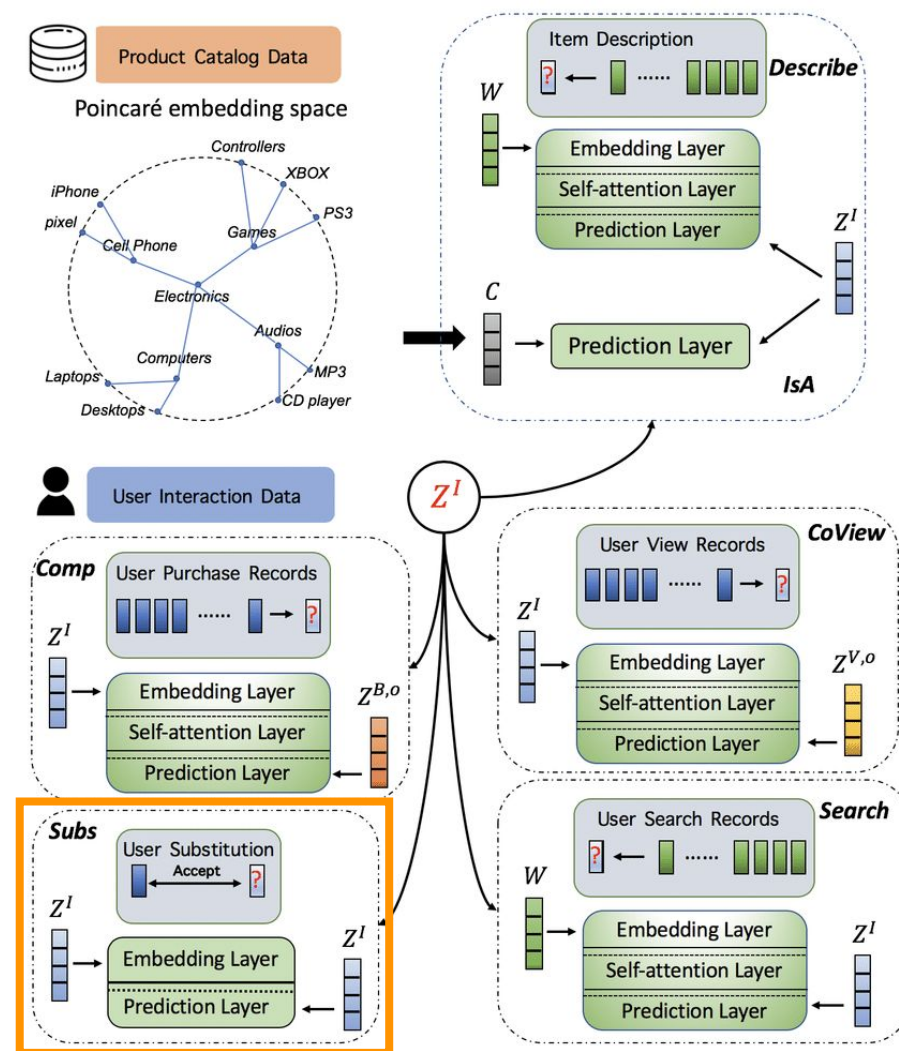 Product Catalog Data
Poincaré embedding space
Controllers
XBOX
iPhone
PS3
pixel
Games
Cell Phone
Electronics
Audios
Computers
MP3
Laptops
CD player
Desktops
Item Description
Describe
?
......
W
Embedding Layer
Self-attention Layer
Prediction Layer
Z^I
C
Prediction Layer
IsA
User Interaction Data
Z^I
Comp
User Purchase Records
......
?
Z^I
Embedding Layer
Z^{B,o}
Self-attention Layer
Prediction Layer
CoView
User View Records
......
?
Z^I
Embedding Layer
Z^{V,o}
Self-attention Layer
Prediction Layer
Subs
User Substitution
Accept
?
Z^I
Z^I
Embedding Layer
Prediction Layer
Search
User Search Records
?
......
W
Embedding Layer
Z^I
Self-attention Layer
Prediction Layer